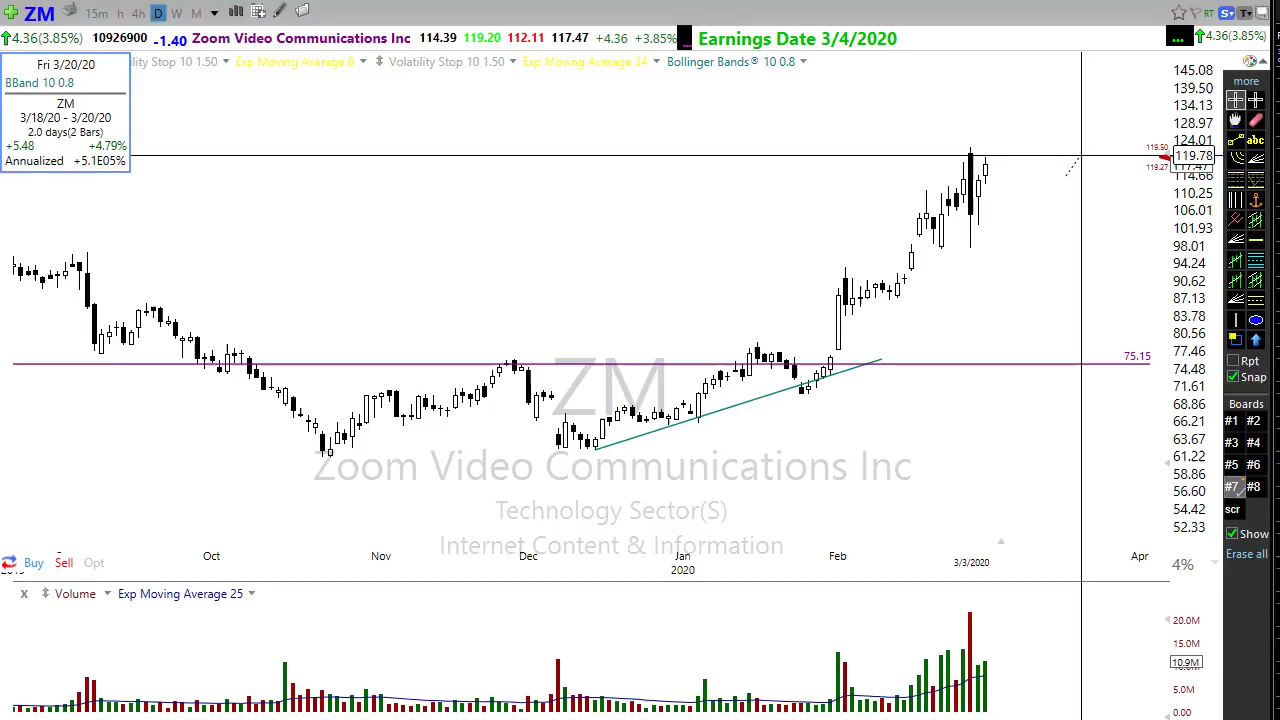 ZM 15m h 4h D W M RT S T
4.36(3.85%) 10926900 -1.40 Zoom Video Communications Inc 114.39 119.20 112.11 117.47 +4.36 +3.85% ... Earnings Date 3/4/2020 ... 4.36(3.85%)
Fri 3/20/20
BBand 10 0.8
ZM
3/18/20 - 3/20/20
2.0 days(2 Bars)
+5.48 +4.79%
Annualized +5.1E05%
lity Stop 10 1.50 Exp Moving Average 8 Volatility Stop 10 1.50 Exp Moving Average 34 Bollinger Bands® 10 0.8
145.08
139.50
134.13
128.97
124.01
119.50
119.78
119.27
117.47
114.66
110.25
106.01
101.93
98.01
94.24
90.62
87.13
83.78
80.56
77.46
75.15
74.48
71.61
68.86
66.21
63.67
61.22
58.86
56.60
54.42
52.33
4%
ZM
Zoom Video Communications Inc
Technology Sector(S)
Internet Content & Information
Oct Nov Dec Jan Feb Apr
2020 3/3/2020
Buy Sell Opt
x Volume Exp Moving Average 25
20.0M
15.0M
10.9M
5.0M
0.00
more
abc
Rpt
Snap
Boards
#1 #2
#3 #4
#5 #6
#7 #8
scr
Show
Erase all